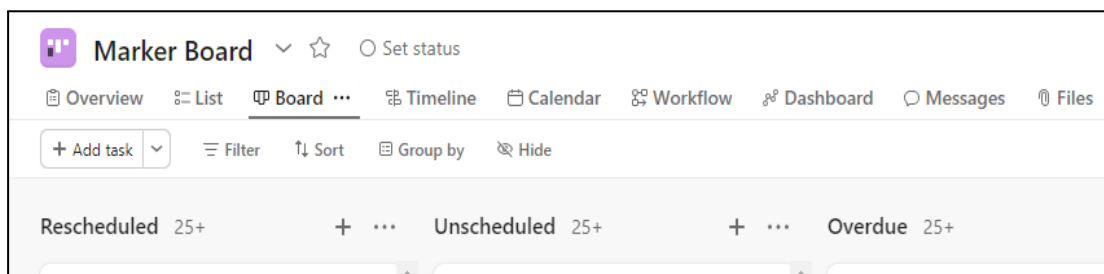 Marker Board Set status
Overview List Board ... Timeline Calendar Workflow Dashboard Messages Files
+ Add task Filter Sort Group by Hide
Rescheduled 25+ + ... Unscheduled 25+ + ... Overdue 25+